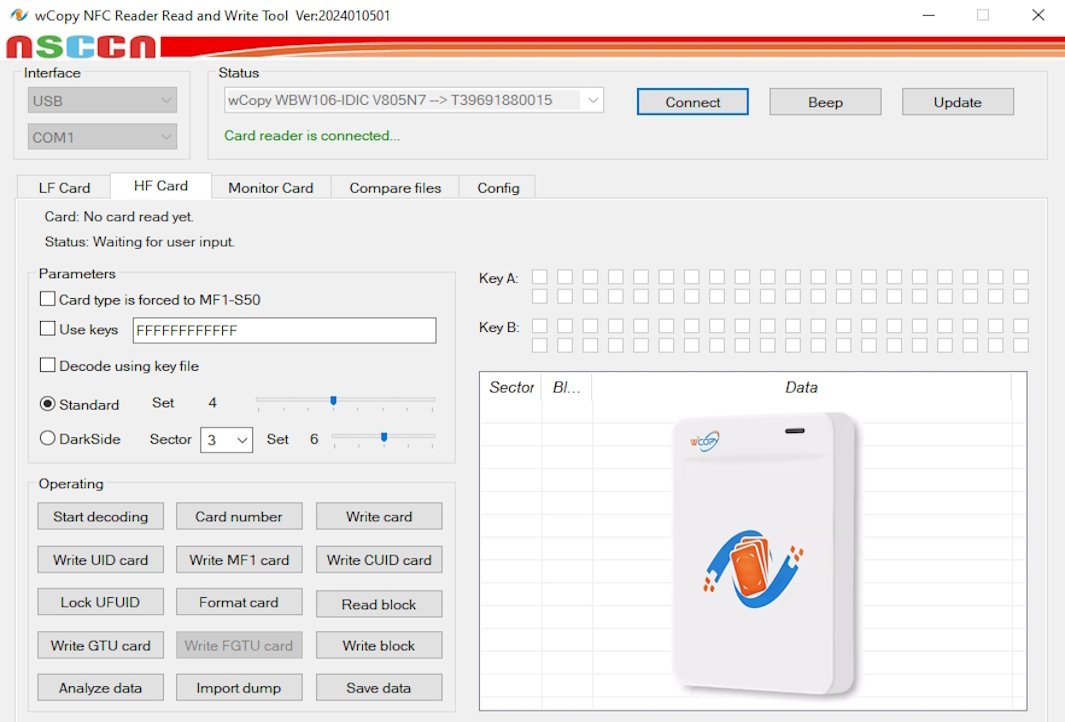 wCopy NFC Reader Read and Write Tool Ver:2024010501
nsccn
Interface
USB
COM1
Status
wCopy WBW106-IDIC V805N7 --> T39691880015
Connect
Beep
Update
Card reader is connected...
LF Card
HF Card
Monitor Card
Compare files
Config
Card: No card read yet.
Status: Waiting for user input.
Parameters
Card type is forced to MF1-S50
Use keys
FFFFFFFFFFFF
Decode using key file
Standard Set 4
DarkSide Sector 3 Set 6
Key A:
Key B:
Operating
Start decoding
Card number
Write card
Write UID card
Write MF1 card
Write CUID card
Lock UFUID
Format card
Read block
Write GTU card
Write FGTU card
Write block
Analyze data
Import dump
Save data
Sector Bl... Data
wCOPY